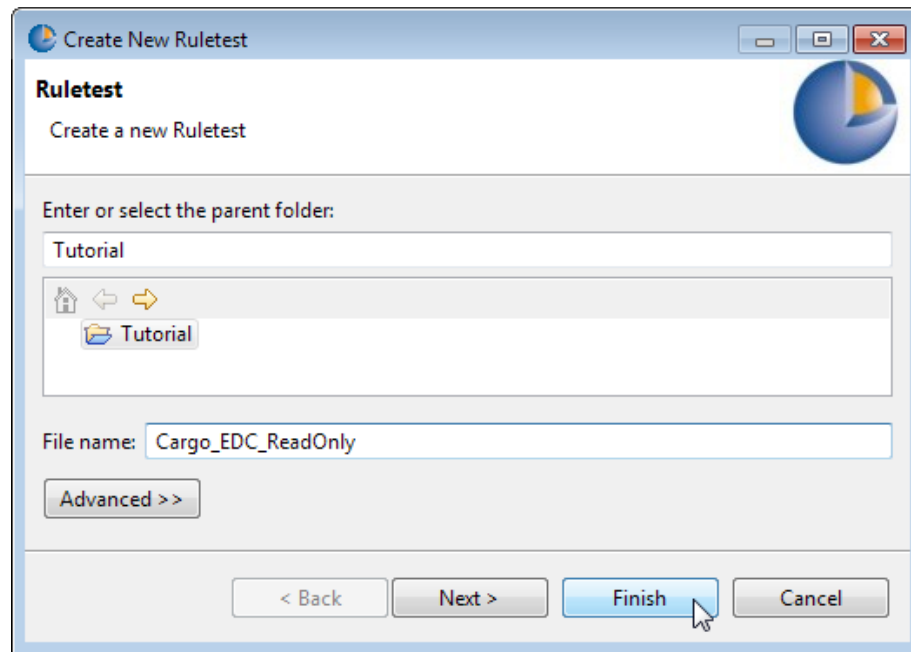 Create New Ruletest
Ruletest
Create a new Ruletest
Enter or select the parent folder:
Tutorial
Tutorial
File name: Cargo_EDC_ReadOnly
Advanced >>
< Back Next > Finish Cancel